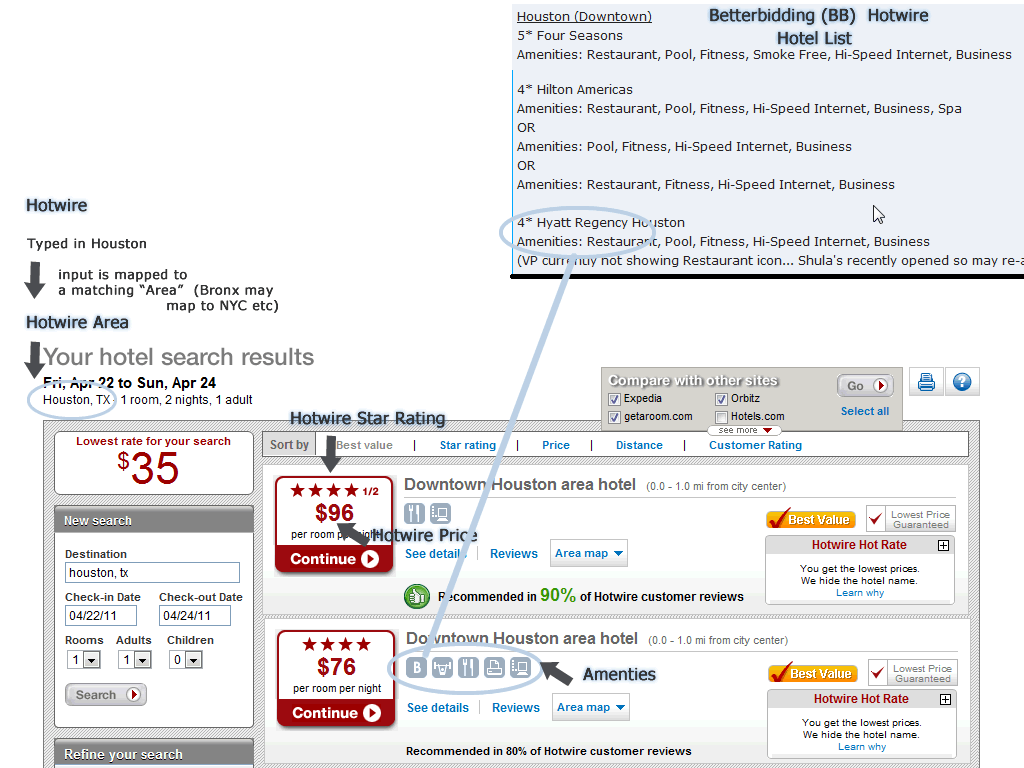 Houston (Downtown)
Betterbidding (BB) Hotwire
Hotel List
5* Four Seasons
Amenities: Restaurant, Pool, Fitness, Smoke Free, Hi-Speed Internet, Business
4* Hilton Americas
Amenities: Restaurant, Pool, Fitness, Hi-Speed Internet, Business, Spa
OR
Amenities: Pool, Fitness, Hi-Speed Internet, Business
OR
Amenities: Restaurant, Fitness, Hi-Speed Internet, Business
4* Hyatt Regency Houston
Amenities: Restaurant, Pool, Fitness, Hi-Speed Internet, Business
(VP currently not showing Restaurant icon... Shula's recently opened so may re-a
Hotwire
Typed in Houston
input is mapped to
a matching “Area” (Bronx may
map to NYC etc)
Hotwire Area
Your hotel search results
Fri, Apr 22 to Sun, Apr 24
Houston, TX 1 room, 2 nights, 1 adult
Compare with other sites
Expedia
Orbitz
getaroom.com
Hotels.com
Go
Select all
see more
Hotwire Star Rating
Lowest rate for your search
$35
Sort by
Best value | Star rating | Price | Distance | Customer Rating
New search
Destination
houston, tx
Check-in Date
Check-out Date
04/22/11
04/24/11
Rooms
Adults
Children
1
1
0
Search
Refine your search
1/2
$96
per room per night
Continue
Downtown Houston area hotel (0.0 - 1.0 mi from city center)
Hotwire Price
See details
Reviews
Area map
Recommended in 90% of Hotwire customer reviews
Best Value
Lowest Price
Guaranteed
Hotwire Hot Rate
You get the lowest prices.
We hide the hotel name.
Learn why
$76
per room per night
Continue
Downtown Houston area hotel (0.0 - 1.0 mi from city center)
B
Amenties
See details
Reviews
Area map
Recommended in 80% of Hotwire customer reviews
Best Value
Lowest Price
Guaranteed
Hotwire Hot Rate
You get the lowest prices.
We hide the hotel name.
Learn why